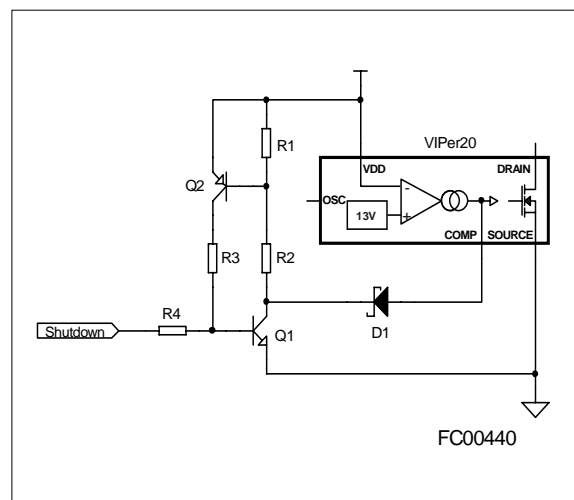 R1
VIPer20
VDD
DRAIN
Q2
OSC
-
13V
+
COMP
SOURCE
R3
R2
D1
R4
Shutdown
Q1
FC00440